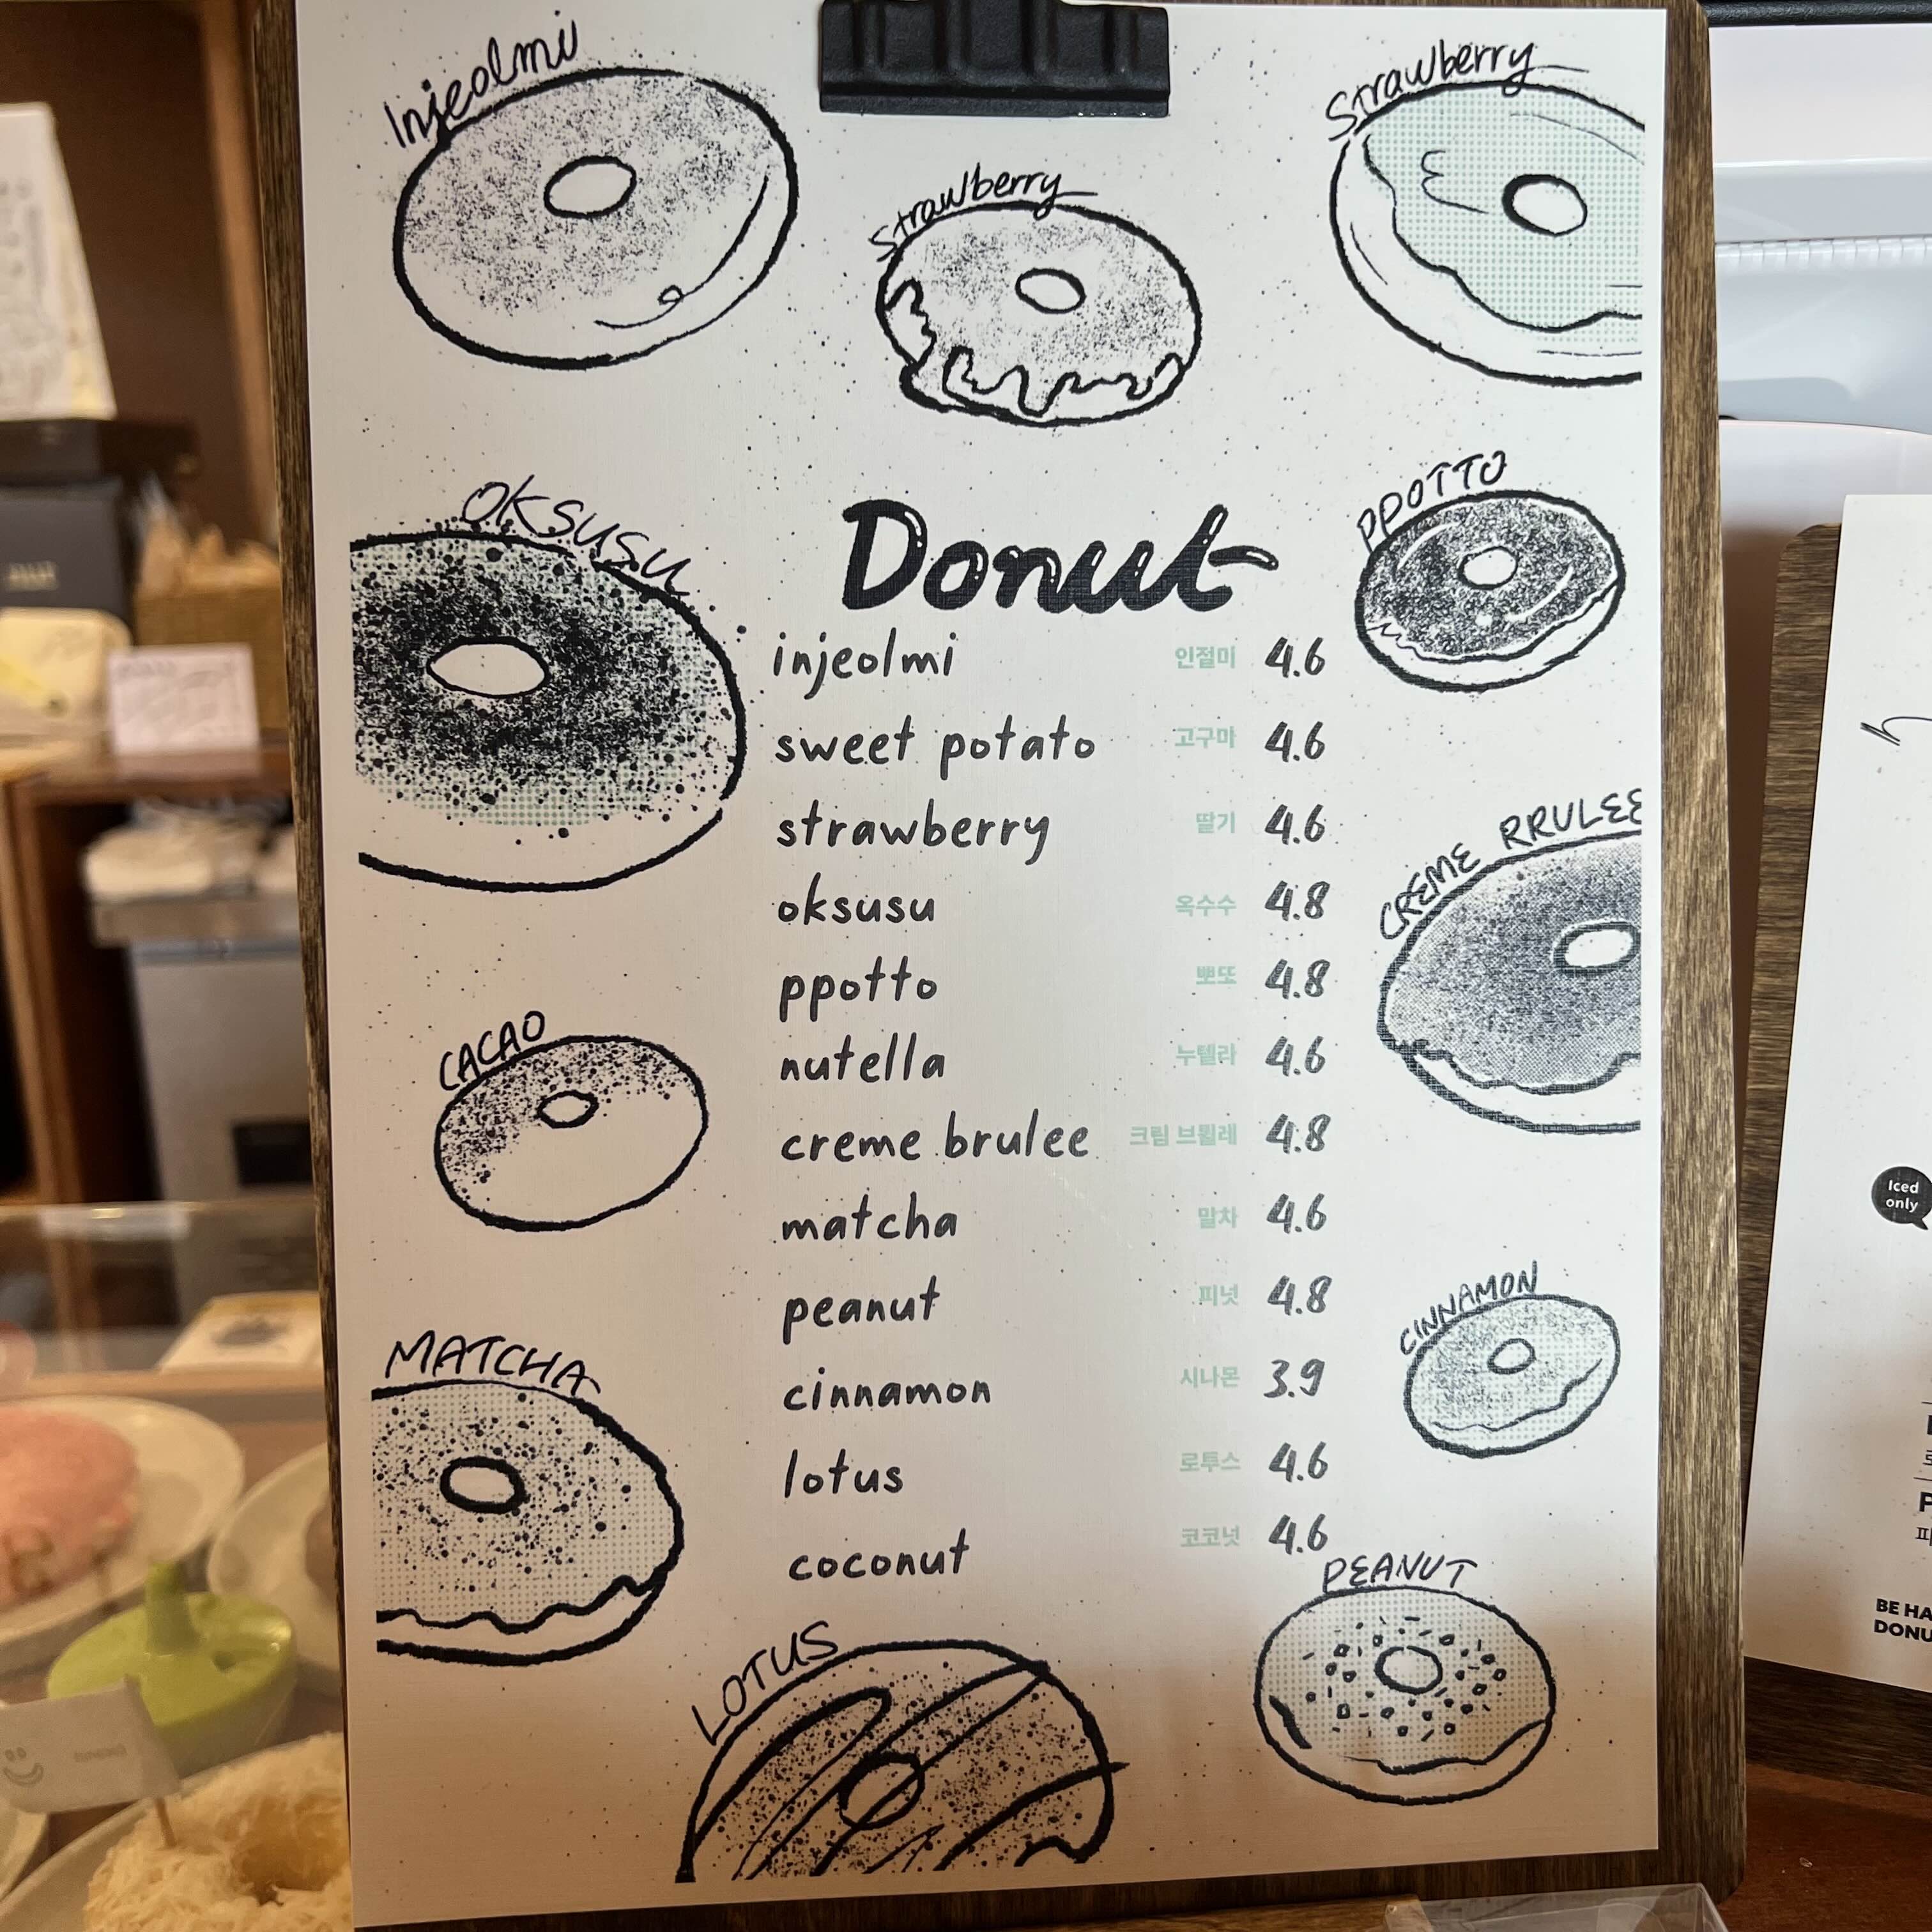 Injeolmi
Strawberry
Strawberry
OKSUSU
PPOTTO
Donut
injeolmi 인절미 4.6
sweet potato 고구마 4.6
strawberry 딸기 4.6
oksusu 옥수수 4.8
ppotto 뽀또 4.8
nutella 누텔라 4.6
creme brulee 크림 브륄레 4.8
matcha 말차 4.6
peanut 피넛 4.8
cinnamon 시나몬 3.9
lotus 로투스 4.6
coconut 코코넛 4.6
CREME RRULEE
CACAO
CINNAMON
MATCHA
PEANUT
LOTUS
Iced
only
BE HA
DONU